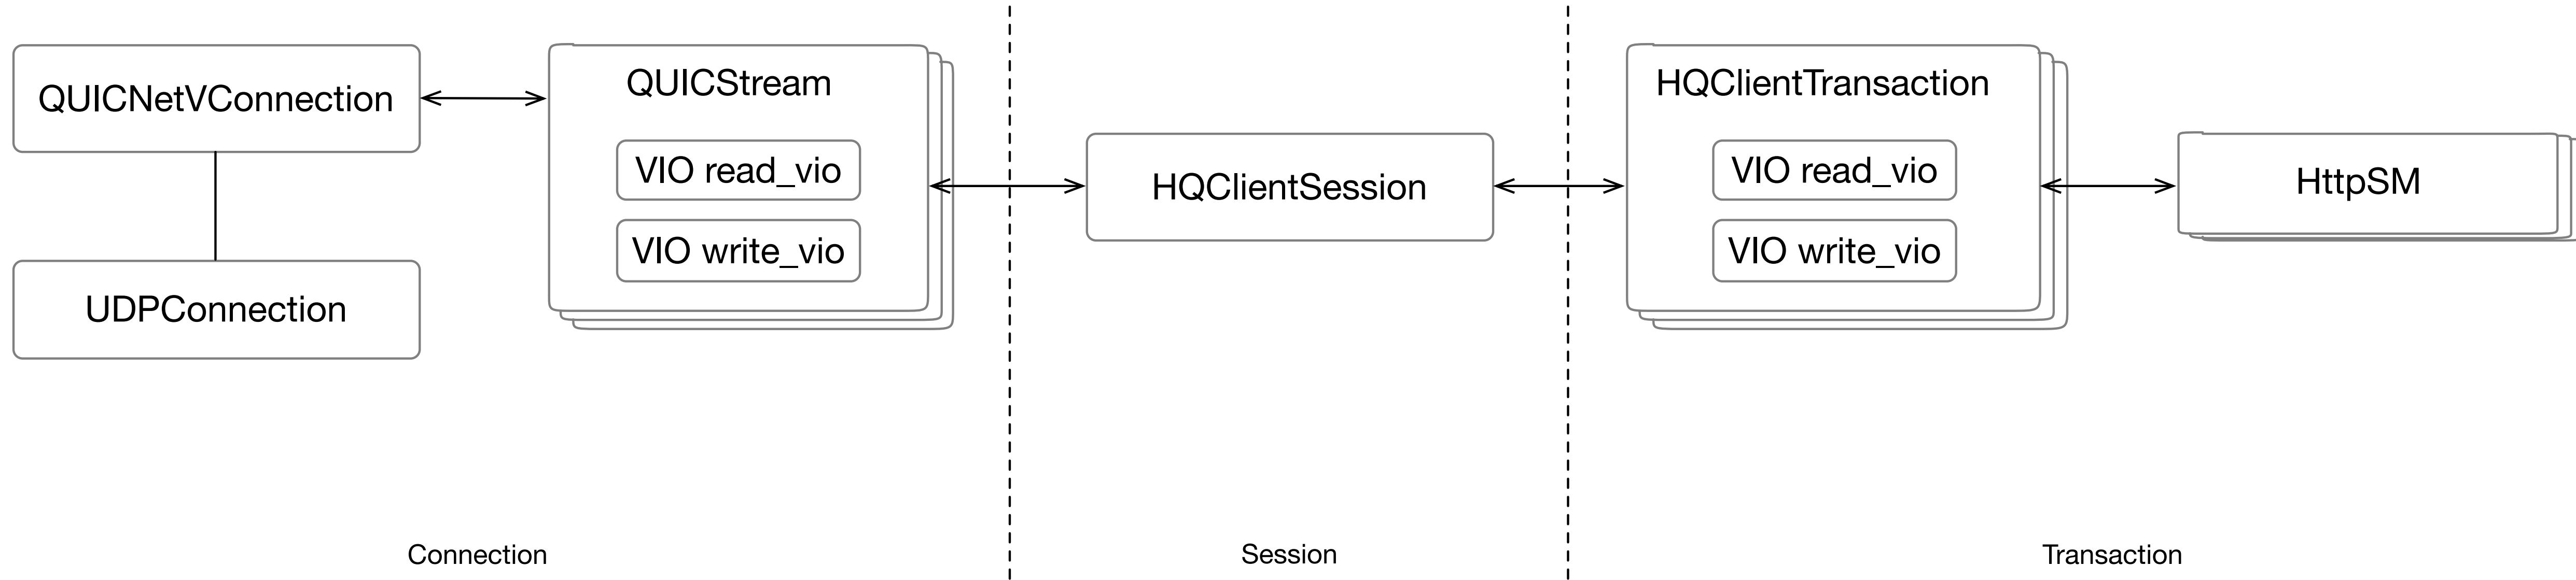 QUICNetVConnection
UDPConnection
QUICStream
VIO read_vio
VIO write_vio
HQClientSession
HQClientTransaction
VIO read_vio
VIO write_vio
HttpSM
Connection
Session
Transaction